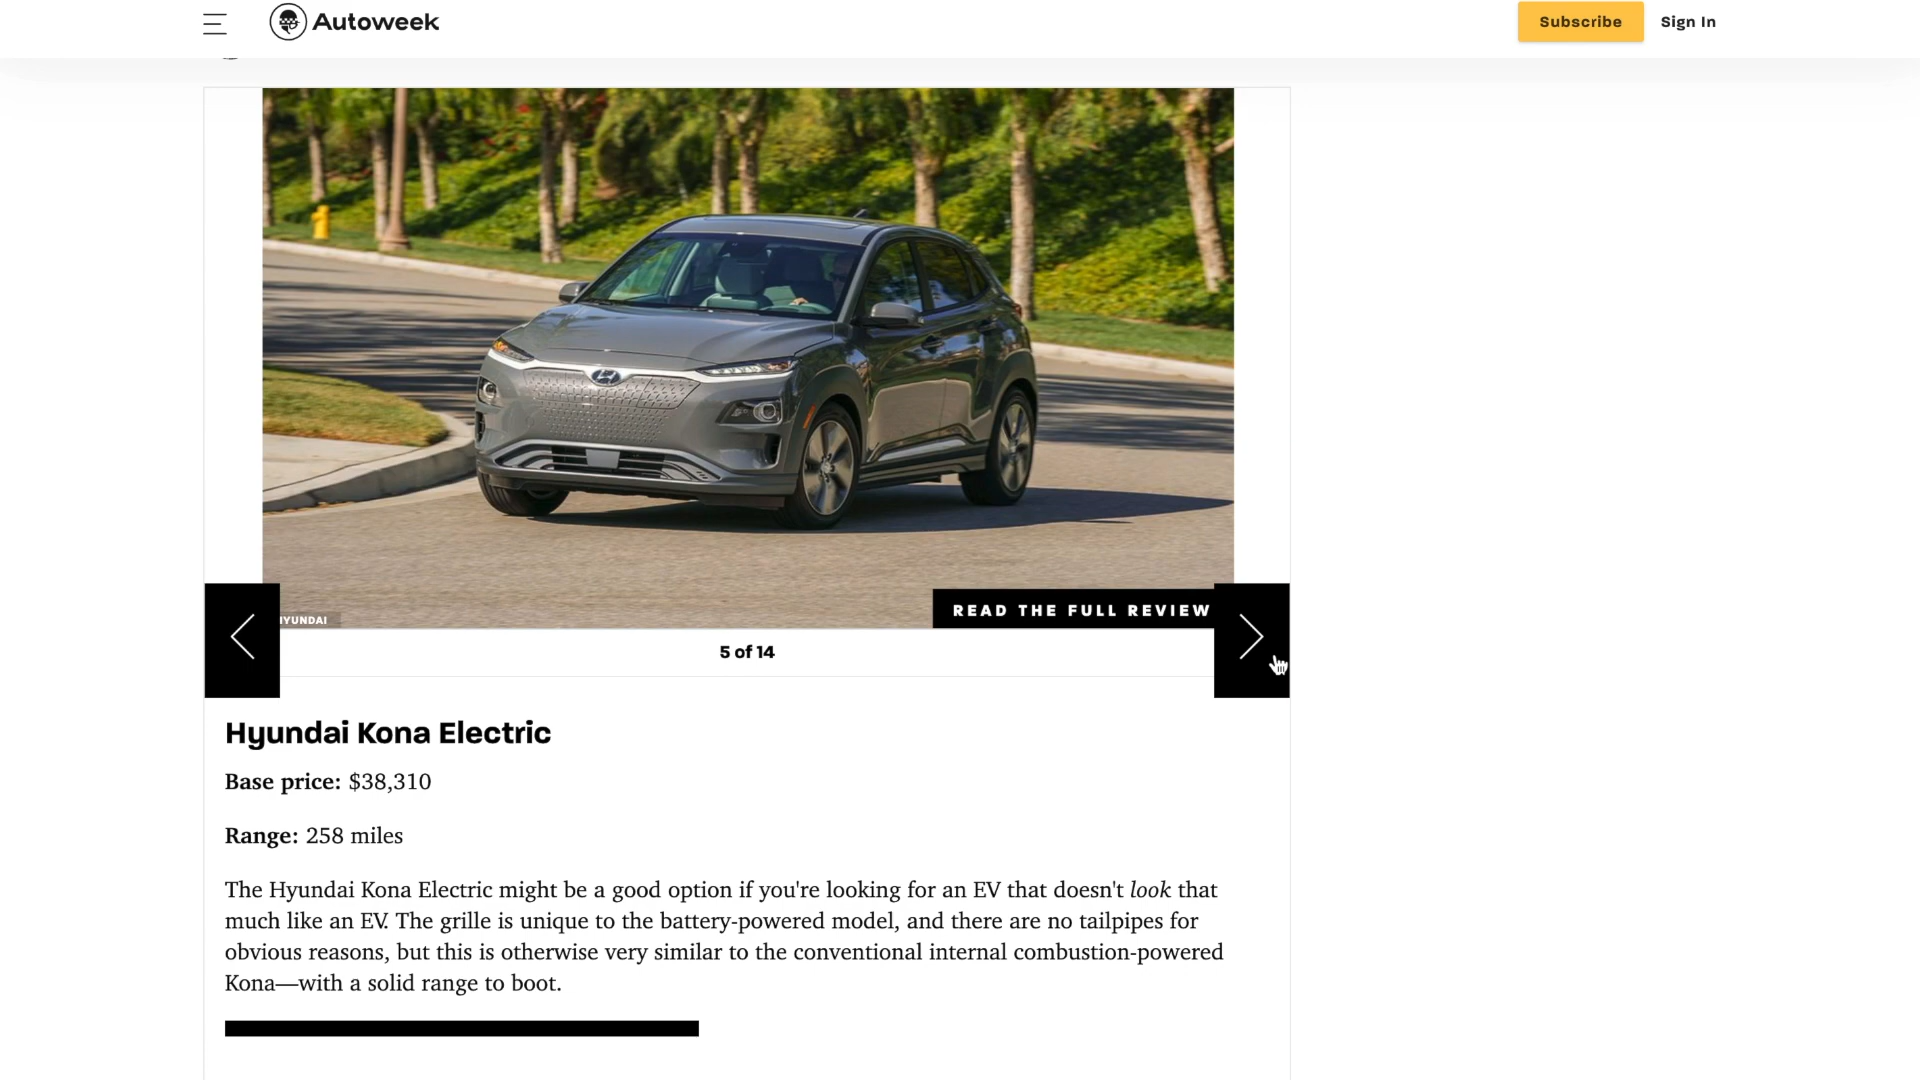 Autoweek
Subscribe
Sign In
READ THE FULL REVIEW
HYUNDAI
5 of 14
Hyundai Kona Electric
Base price: $38,310
Range: 258 miles
The Hyundai Kona Electric might be a good option if you're looking for an EV that doesn't look that
much like an EV. The grille is unique to the battery-powered model, and there are no tailpipes for
obvious reasons, but this is otherwise very similar to the conventional internal combustion-powered
Kona—with a solid range to boot.